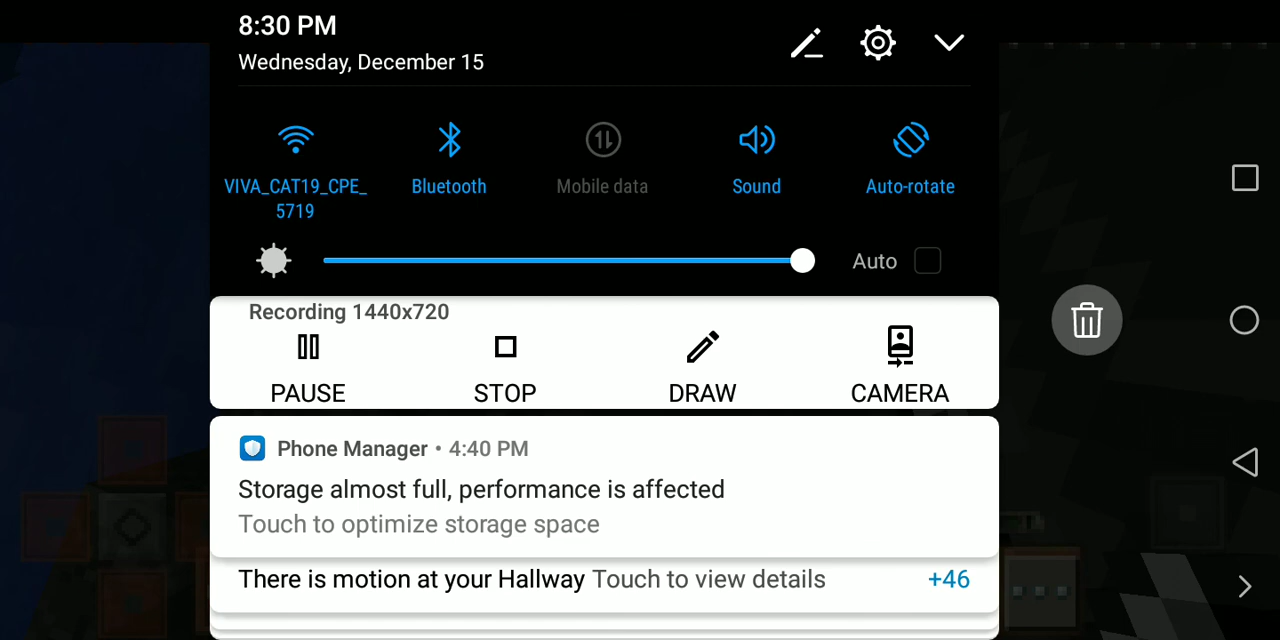 8:30 PM
Wednesday, December 15
VIVA_CAT19_CPE_
5719
Bluetooth
Mobile data
Sound
Auto-rotate
Auto
Recording 1440x720
PAUSE
STOP
DRAW
CAMERA
Phone Manager • 4:40 PM
Storage almost full, performance is affected
Touch to optimize storage space
There is motion at your Hallway Touch to view details +46